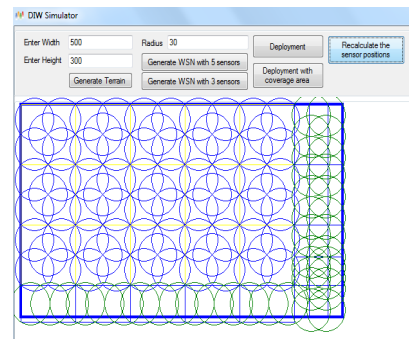 DIW Simulator
Enter Width 500
Radius 30
Enter Height 300
Generate Terrain
Generate WSN with 5 sensors
Generate WSN with 3 sensors
Deployment
Deployment with
coverage area
Recalculate the
sensor positions